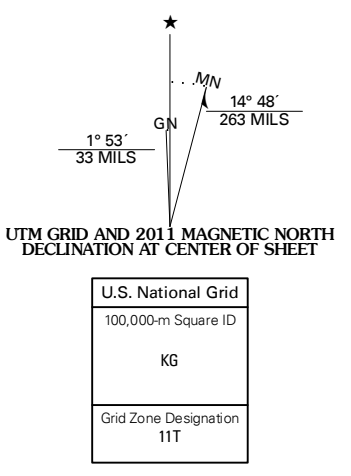 MN
GN
14° 48´
263 MILS
1° 53´
33 MILS
UTM GRID AND 2011 MAGNETIC NORTH
DECLINATION AT CENTER OF SHEET
U.S. National Grid
100,000-m Square ID
KG
Grid Zone Designation
11T